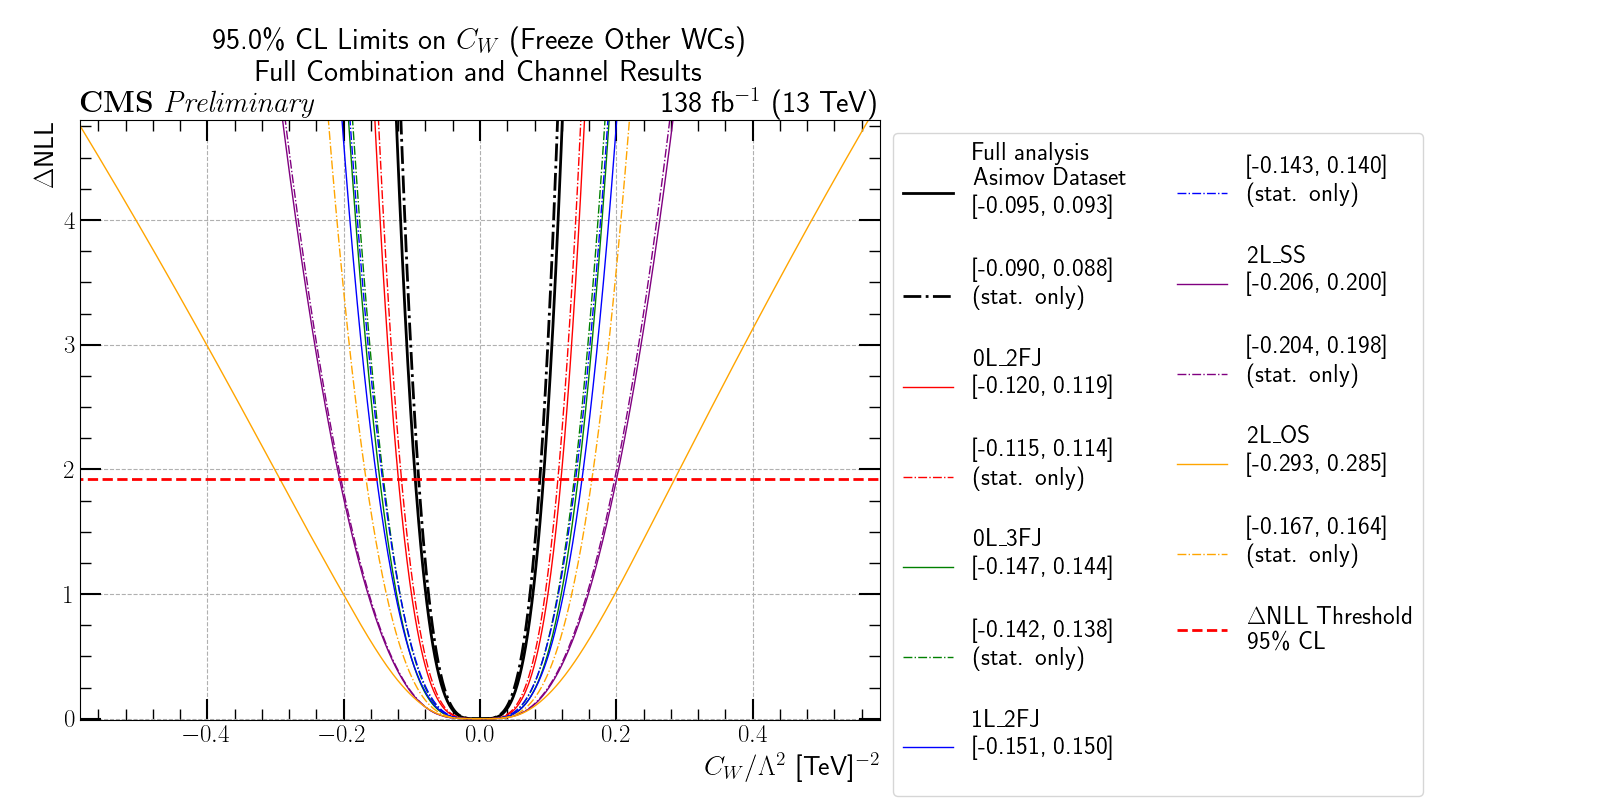 95.0% CL Limits on C_W (Freeze Other WCs)
Full Combination and Channel Results
CMS Preliminary 138 fb⁻¹ (13 TeV)
ΔNLL
4
3
2
1
0
−0.4 −0.2 0.0 0.2 0.4
C_W/Λ² [TeV]⁻²
Full analysis
Asimov Dataset
[-0.095, 0.093]
[-0.090, 0.088]
(stat. only)
0L_2FJ
[-0.120, 0.119]
[-0.115, 0.114]
(stat. only)
0L_3FJ
[-0.147, 0.144]
[-0.142, 0.138]
(stat. only)
1L_2FJ
[-0.151, 0.150]
[-0.143, 0.140]
(stat. only)
2L_SS
[-0.206, 0.200]
[-0.204, 0.198]
(stat. only)
2L_OS
[-0.293, 0.285]
[-0.167, 0.164]
(stat. only)
ΔNLL Threshold
95% CL